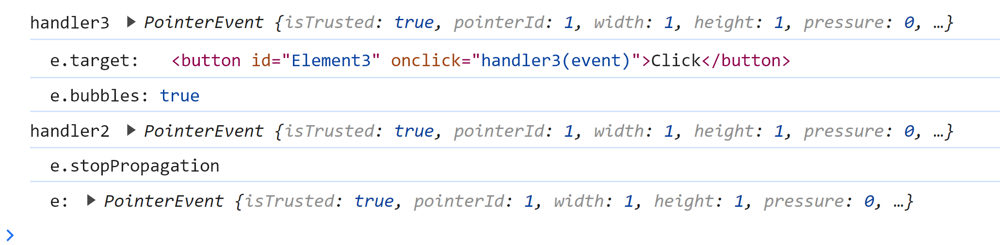 handler3 ▶ PointerEvent {isTrusted: true, pointerId: 1, width: 1, height: 1, pressure: 0, …}
e.target: <button id="Element3" onclick="handler3(event)">Click</button>
e.bubbles: true
handler2 ▶ PointerEvent {isTrusted: true, pointerId: 1, width: 1, height: 1, pressure: 0, …}
e.stopPropagation
e: ▶ PointerEvent {isTrusted: true, pointerId: 1, width: 1, height: 1, pressure: 0, …}